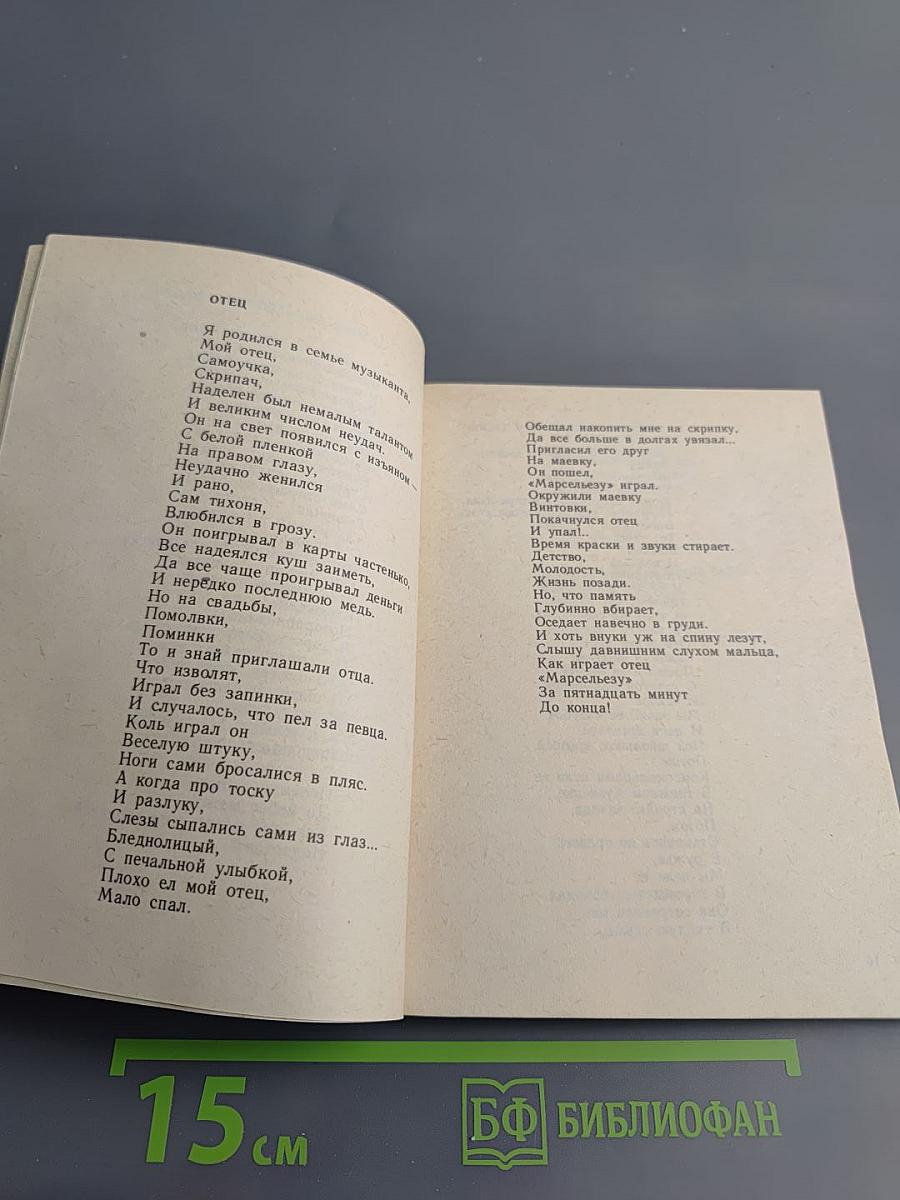 ОТЕЦ
Я родился в семье музыканта,
Мой отец,
Самоучка,
Скрипач,
Наделен был немалым талантом
И великим числом неудач.
Он на свет появился с изъяном —
С белой пленкой
На правом глазу,
Неудачно женился
И рано,
Сам тихоня,
Влюбился в грозу.
Он поигрывал в карты частенько,
Все надеялся куш заиметь,
Да все чаще проигрывал деньги
И нередко последнюю медь.
Но на свадьбы,
Помолвки,
Поминки
То и знай приглашали отца.
Что изволят,
Играл без запинки,
И случалось, что пел за певца.
Коль играл он
Веселую штуку,
Ноги сами бросалися в пляс.
А когда про тоску
И разлуку,
Слезы сыпались сами из глаз...
Бледнолицый,
С печальной улыбкой,
Плохо ел мой отец,
Мало спал.
Обещал накопить мне на скрипку,
Да все больше в долгах увязал...
Пригласил его друг
На маевку,
Он пошел,
«Марсельезу» играл.
Окружили маевку
Винтовки,
Покачнулся отец
И упал!..
Время краски и звуки стирает.
Детство,
Молодость,
Жизнь позади.
Но, что память
Глубинно вбирает,
Оседает навечно в груди.
И хоть внуки уж на спину лезут,
Слышу давнишним слухом мальца,
Как играет отец
«Марсельезу»
За пятнадцать минут
До конца!
15 см
БФ БИБЛИОФАН